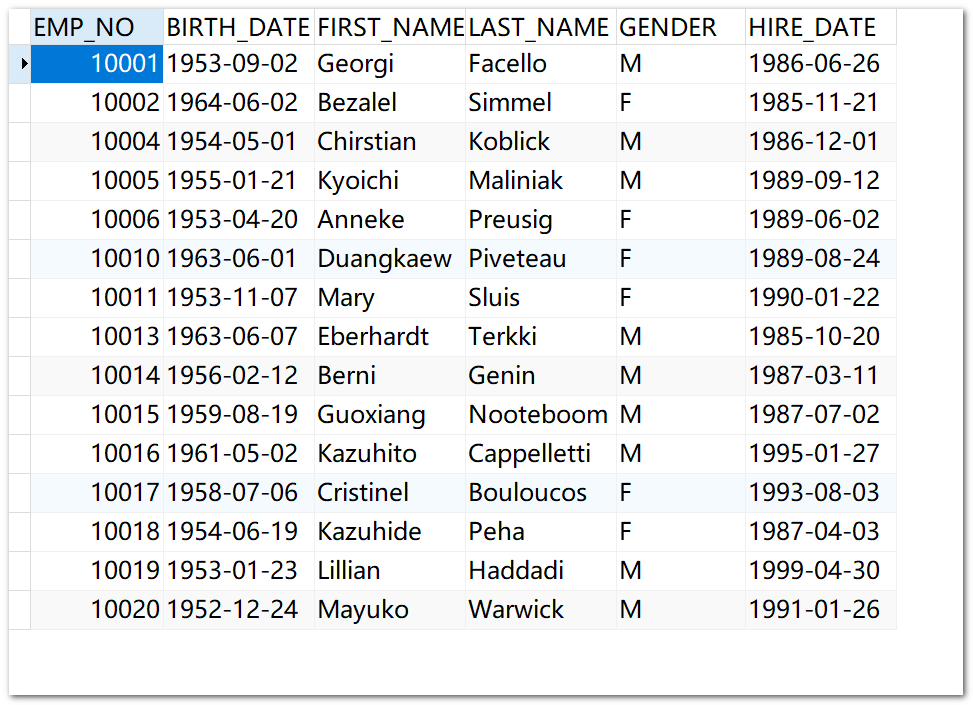 EMP_NO BIRTH_DATE FIRST_NAME LAST_NAME GENDER HIRE_DATE
10001 1953-09-02 Georgi Facello M 1986-06-26
10002 1964-06-02 Bezalel Simmel F 1985-11-21
10004 1954-05-01 Chirstian Koblick M 1986-12-01
10005 1955-01-21 Kyoichi Maliniak M 1989-09-12
10006 1953-04-20 Anneke Preusig F 1989-06-02
10010 1963-06-01 Duangkaew Piveteau F 1989-08-24
10011 1953-11-07 Mary Sluis F 1990-01-22
10013 1963-06-07 Eberhardt Terkki M 1985-10-20
10014 1956-02-12 Berni Genin M 1987-03-11
10015 1959-08-19 Guoxiang Nooteboom M 1987-07-02
10016 1961-05-02 Kazuhito Cappelletti M 1995-01-27
10017 1958-07-06 Cristinel Bouloucos F 1993-08-03
10018 1954-06-19 Kazuhide Peha F 1987-04-03
10019 1953-01-23 Lillian Haddadi M 1999-04-30
10020 1952-12-24 Mayuko Warwick M 1991-01-26